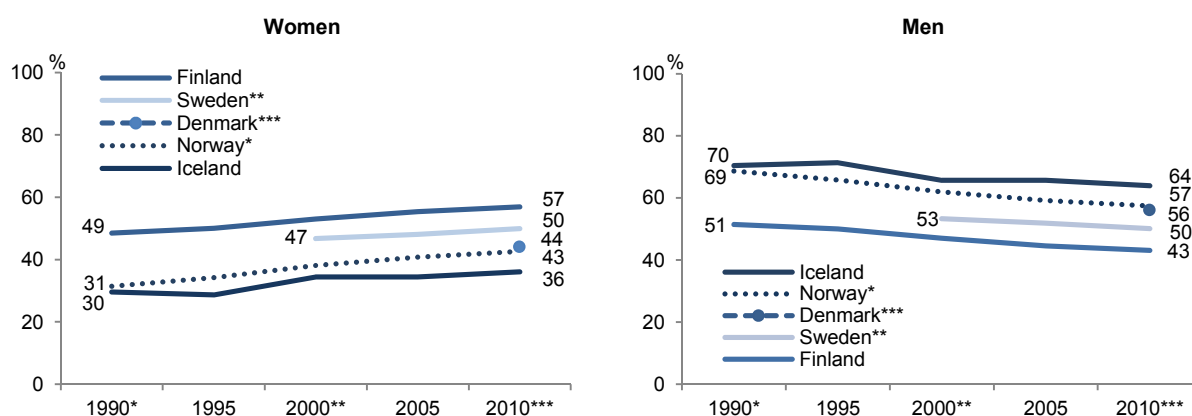 Women
%
100
80
60
40
20
0
Finland
Sweden**
Denmark***
Norway*
Iceland
49
31
30
47
57
50
44
43
36
1990* 1995 2000** 2005 2010***
Men
%
100
80
60
40
20
0
70
69
51
53
64
57
56
50
43
Iceland
Norway*
Denmark***
Sweden**
Finland
1990* 1995 2000** 2005 2010***